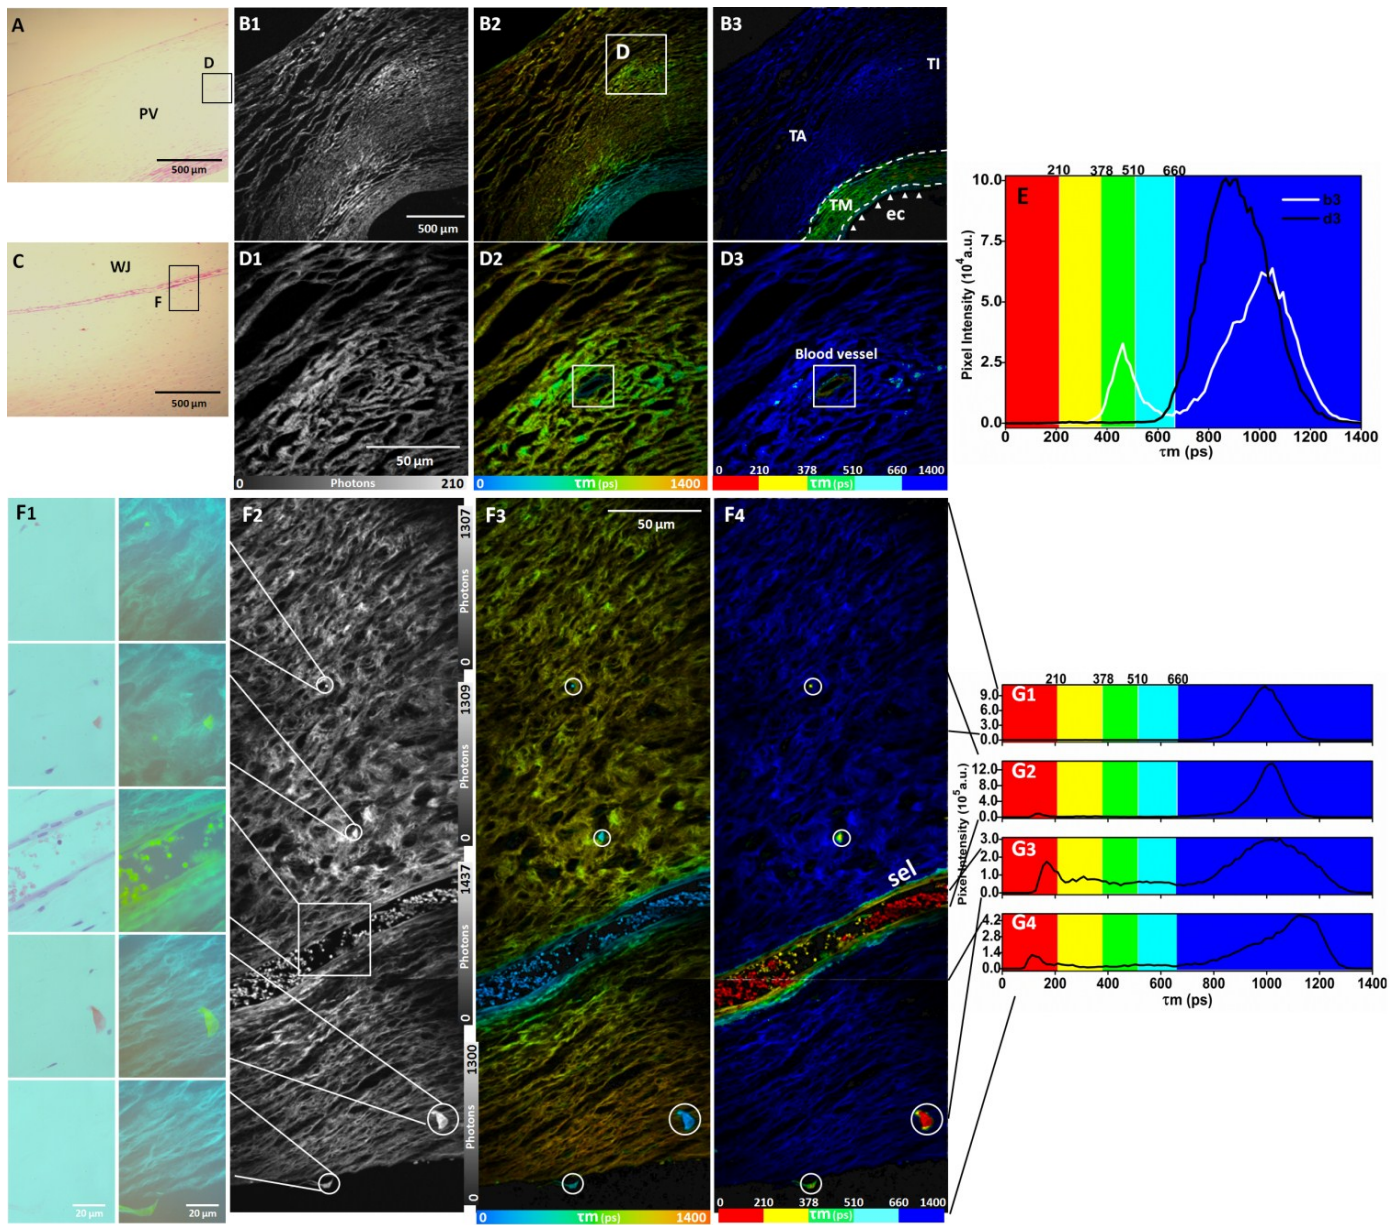 A
D
PV
500 µm
B1
500 µm
B2
D
B3
TI
TA
TM
ec
C
WJ
F
500 µm
D1
50 µm
0 Photons 210
D2
0 τm (ps) 1400
D3
Blood vessel
0 210 378 510 660 1400
τm (ps)
210 378 510 660
E
b3
d3
10.0
7.5
5.0
2.5
0.0
Pixel Intensity (10⁴ a.u.)
0 200 400 600 800 1000 1200 1400
τm (ps)
F1
20 µm
20 µm
F2
0 Photons 1307
0 Photons 1309
0 Photons 1437
0 Photons 1300
F3
50 µm
0 τm (ps) 1400
F4
sel
0 210 378 510 660 1400
τm (ps)
210 378 510 660
G1
9.0
6.0
3.0
0.0
G2
12.0
8.0
4.0
0.0
G3
3.0
2.0
1.0
0.0
G4
4.2
2.8
1.4
0.0
Pixel Intensity (10⁵ a.u.)
0 200 400 600 800 1000 1200 1400
τm (ps)